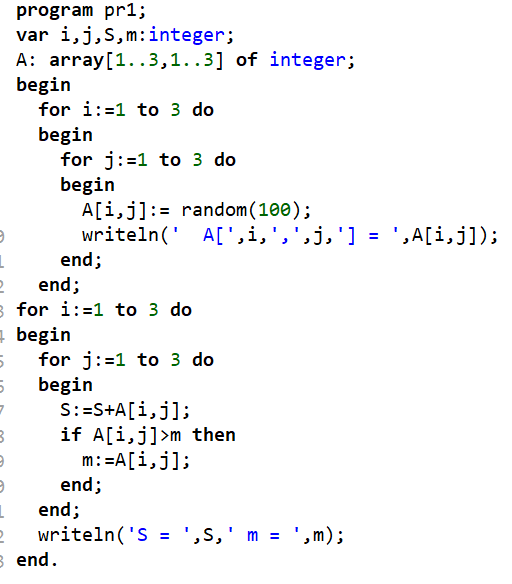 program pr1;
var i,j,S,m:integer;
A: array[1..3,1..3] of integer;
begin
  for i:=1 to 3 do
  begin
    for j:=1 to 3 do
    begin
      A[i,j]:= random(100);
      writeln('  A[',i,',',j,'] = ',A[i,j]);
    end;
  end;
for i:=1 to 3 do
begin
  for j:=1 to 3 do
  begin
    S:=S+A[i,j];
    if A[i,j]>m then
      m:=A[i,j];
    end;
  end;
  writeln('S = ',S,' m = ',m);
end.